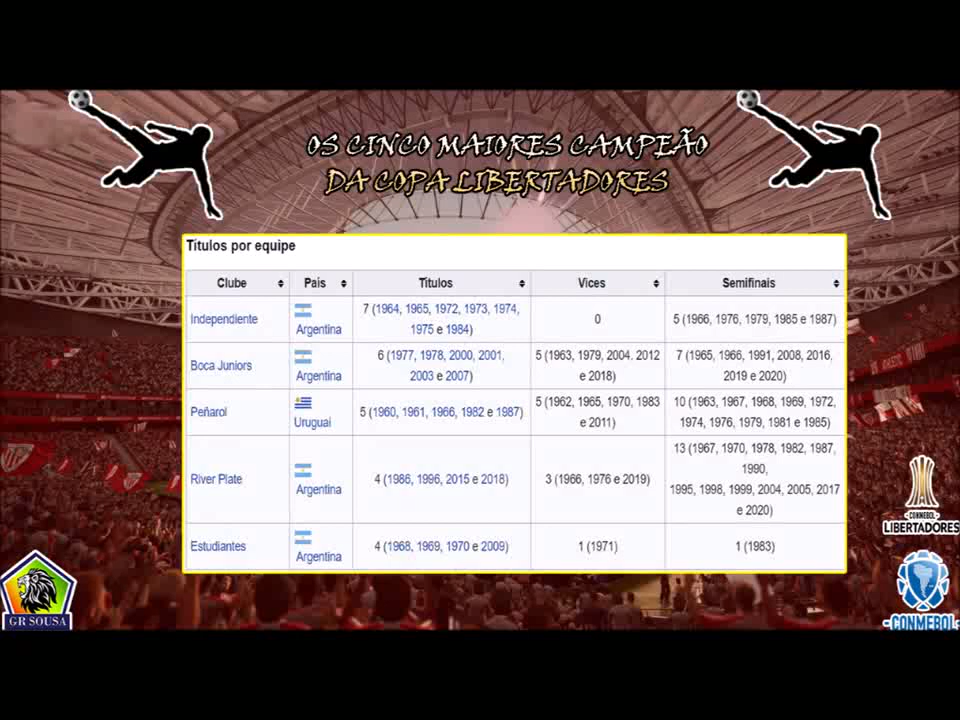 OS CINCO MAIORES CAMPEÃO
DA COPA LIBERTADORES
Títulos por equipe
Clube País Títulos Vices Semifinais
Independiente Argentina 7 (1964, 1965, 1972, 1973, 1974, 1975 e 1984) 0 5 (1966, 1976, 1979, 1985 e 1987)
Boca Juniors Argentina 6 (1977, 1978, 2000, 2001, 2003 e 2007) 5 (1963, 1979, 2004. 2012 e 2018) 7 (1965, 1966, 1991, 2008, 2016, 2019 e 2020)
Peñarol Uruguai 5 (1960, 1961, 1966, 1982 e 1987) 5 (1962, 1965, 1970, 1983 e 2011) 10 (1963, 1967, 1968, 1969, 1972, 1974, 1976, 1979, 1981 e 1985)
River Plate Argentina 4 (1986, 1996, 2015 e 2018) 3 (1966, 1976 e 2019) 13 (1967, 1970, 1978, 1982, 1987, 1990, 1995, 1998, 1999, 2004, 2005, 2017 e 2020)
Estudiantes Argentina 4 (1968, 1969, 1970 e 2009) 1 (1971) 1 (1983)
CONMEBOL
LIBERTADORES
GR SOUSA
CONMEBOL